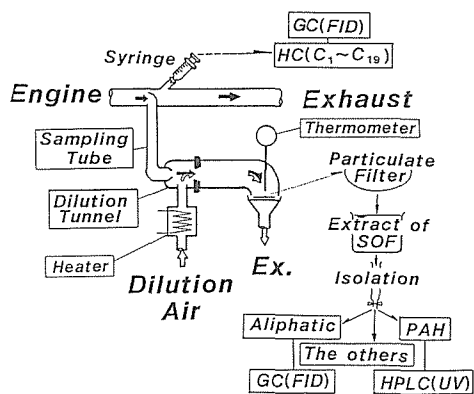 GC(FID)
HC(C₁~C₁₉)
Syringe
Engine
Exhaust
Thermometer
Sampling
Tube
Particulate
Filter
Dilution
Tunnel
Extract of
SOF
Heater
Ex.
Isolation
Dilution
Air
Aliphatic
PAH
The others
GC(FID)
HPLC(UV)